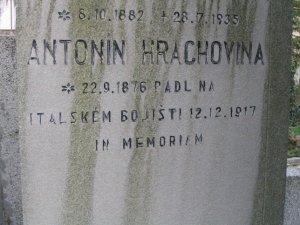 * 8.10.1882 + 28.7.1935
ANTONIN HRACHOVINA
* 22.9.1876 PADL NA
ITALSKÉM BOJIŠTI 12.12.1917
IN MEMORIAM